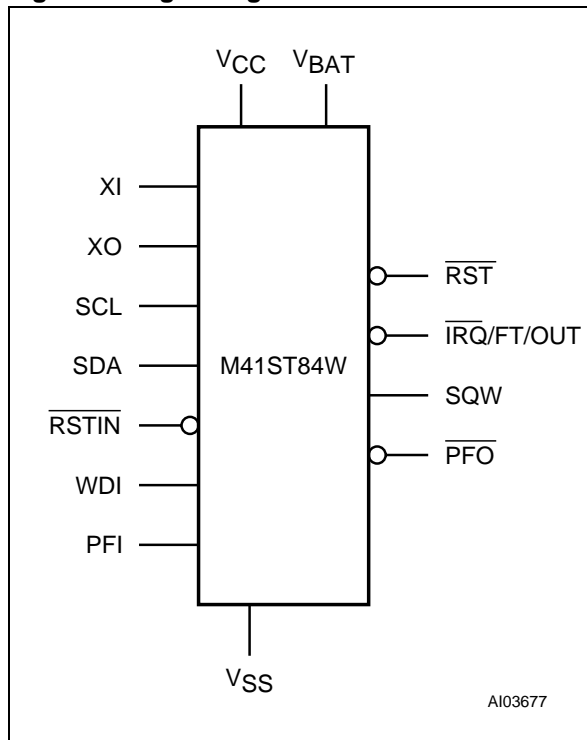 VCC VBAT
XI
XO
SCL
SDA
RSTIN
WDI
PFI
M41ST84W
RST
IRQ/FT/OUT
SQW
PFO
VSS
AI03677